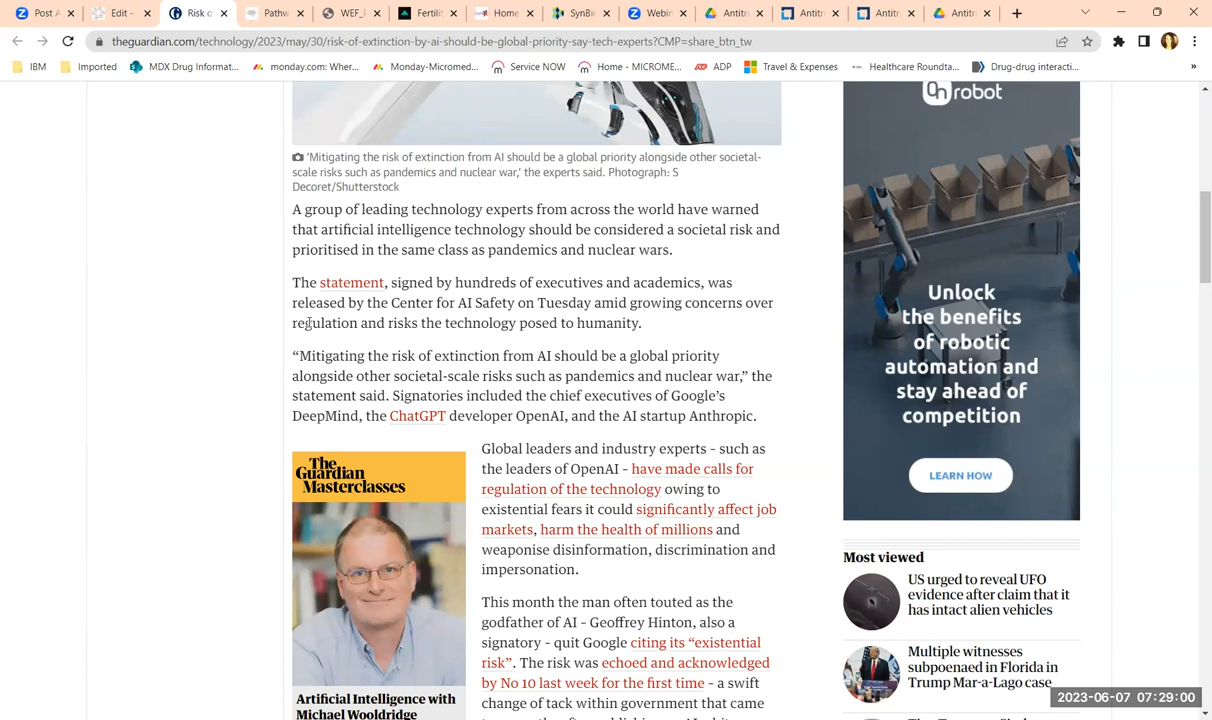 Post A
Edit -
Risk o
Pathw
WEF_
Fertilit
Home
SynBio
Webin
Antitr
Antitr
Antitr
Antitr
theguardian.com/technology/2023/may/30/risk-of-extinction-by-ai-should-be-global-priority-say-tech-experts?CMP=share_btn_tw
IBM
Imported
MDX Drug Informat...
monday.com: Wher...
Monday-Micromed...
Service NOW
Home - MICROME...
ADP
Travel & Expenses
Healthcare Roundta...
Drug-drug interacti...
»
'Mitigating the risk of extinction from AI should be a global priority alongside other societal-
scale risks such as pandemics and nuclear war,' the experts said. Photograph: S
Decoret/Shutterstock
A group of leading technology experts from across the world have warned
that artificial intelligence technology should be considered a societal risk and
prioritised in the same class as pandemics and nuclear wars.
The statement, signed by hundreds of executives and academics, was
released by the Center for AI Safety on Tuesday amid growing concerns over
regulation and risks the technology posed to humanity.
“Mitigating the risk of extinction from AI should be a global priority
alongside other societal-scale risks such as pandemics and nuclear war,” the
statement said. Signatories included the chief executives of Google’s
DeepMind, the ChatGPT developer OpenAI, and the AI startup Anthropic.
The
Guardian
Masterclasses
Artificial Intelligence with
Michael Wooldridge
Global leaders and industry experts – such as
the leaders of OpenAI – have made calls for
regulation of the technology owing to
existential fears it could significantly affect job
markets, harm the health of millions and
weaponise disinformation, discrimination and
impersonation.
This month the man often touted as the
godfather of AI – Geoffrey Hinton, also a
signatory – quit Google citing its “existential
risk”. The risk was echoed and acknowledged
by No 10 last week for the first time – a swift
change of tack within government that came
On robot
Unlock
the benefits
of robotic
automation and
stay ahead of
competition
LEARN HOW
Most viewed
US urged to reveal UFO
evidence after claim that it
has intact alien vehicles
Multiple witnesses
subpoenaed in Florida in
Trump Mar-a-Lago case
2023-06-07 07:29:00